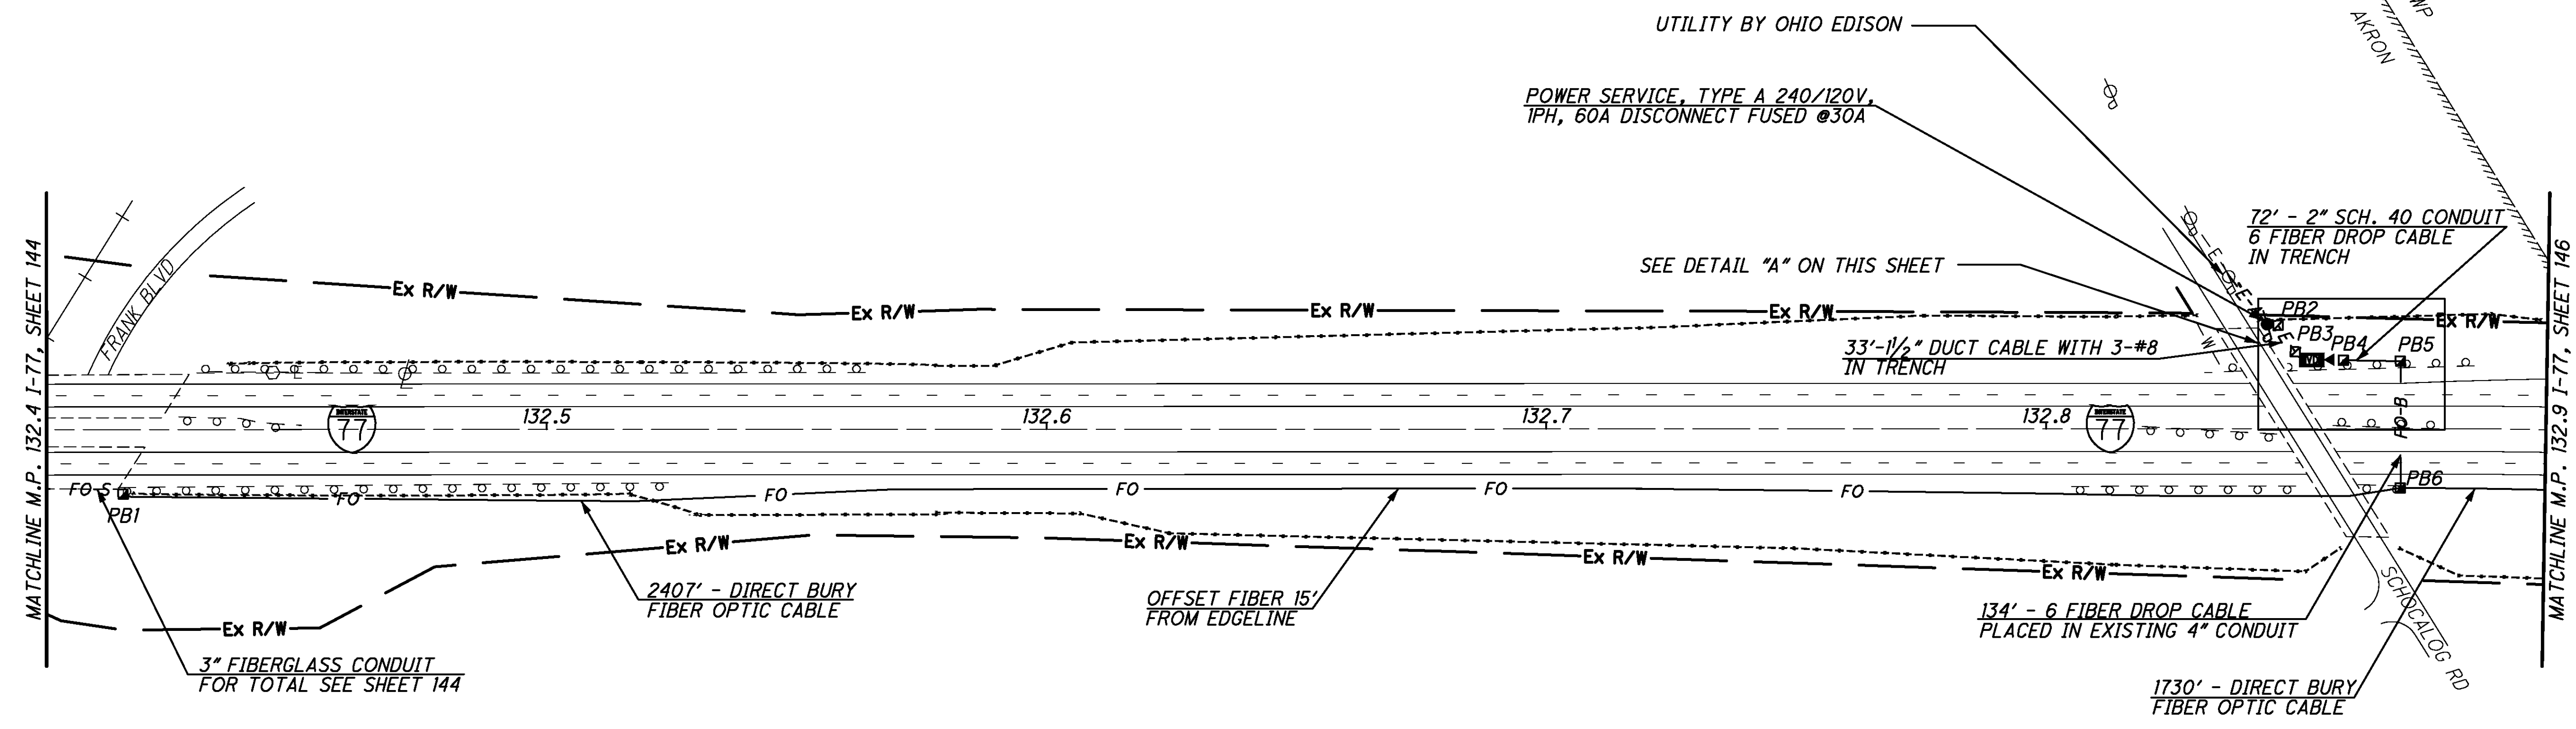 UTILITY BY OHIO EDISON
AKRON
POWER SERVICE, TYPE A 240/120V,
1PH, 60A DISCONNECT FUSED @30A
72' - 2" SCH. 40 CONDUIT
6 FIBER DROP CABLE
IN TRENCH
SEE DETAIL "A" ON THIS SHEET
MATCHLINE M.P. 132.4 I-77, SHEET 144
FRANK BLVD
Ex R/W
Ex R/W
Ex R/W
Ex R/W
Ex R/W
E
E
E
PB2
PB3
PB4
PB5
W
33'-1½" DUCT CABLE WITH 3-#8
IN TRENCH
MATCHLINE M.P. 132.9 I-77, SHEET 146
INTERSTATE
77
132.5
132.6
132.7
132.8
INTERSTATE
77
FO-B
FO-S
PB1
FO
FO
FO
FO
FO
PB6
Ex R/W
Ex R/W
Ex R/W
Ex R/W
Ex R/W
2407' - DIRECT BURY
FIBER OPTIC CABLE
OFFSET FIBER 15'
FROM EDGELINE
134' - 6 FIBER DROP CABLE
PLACED IN EXISTING 4" CONDUIT
SCHOCALOG RD
3" FIBERGLASS CONDUIT
FOR TOTAL SEE SHEET 144
1730' - DIRECT BURY
FIBER OPTIC CABLE